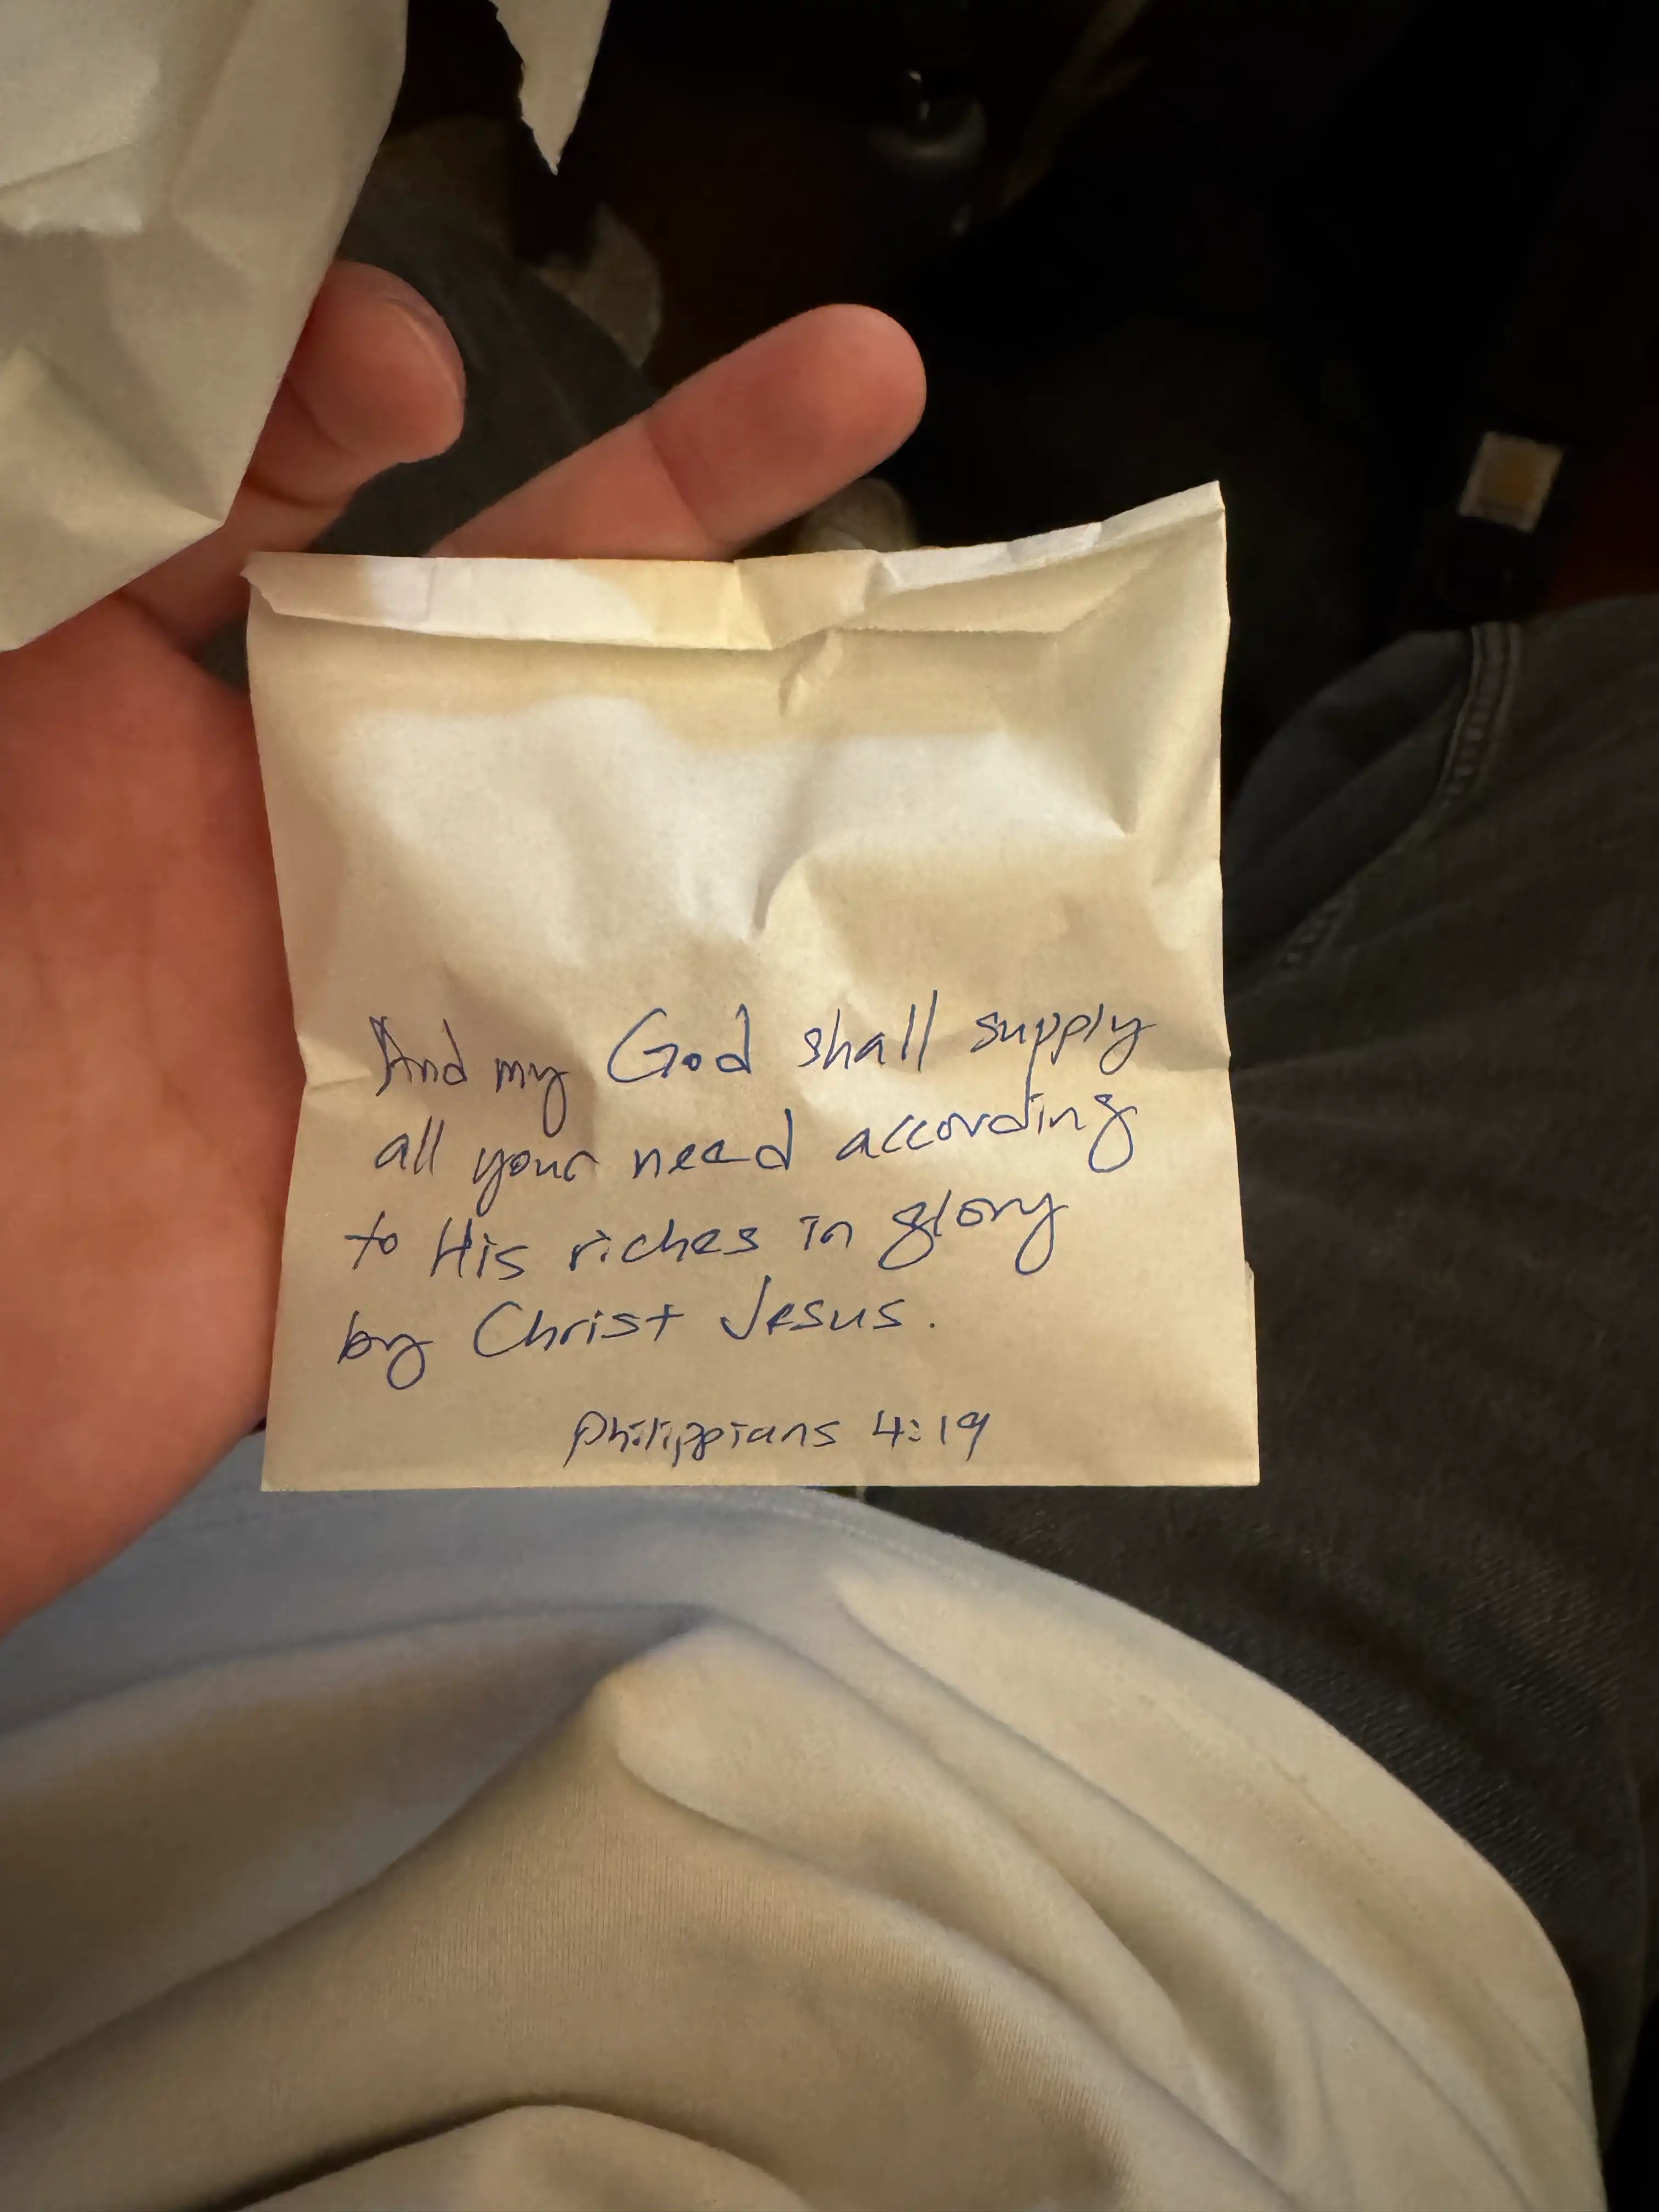 And my God shall supply
all your need according
to His riches in glory
by Christ Jesus.
Philippians 4:19